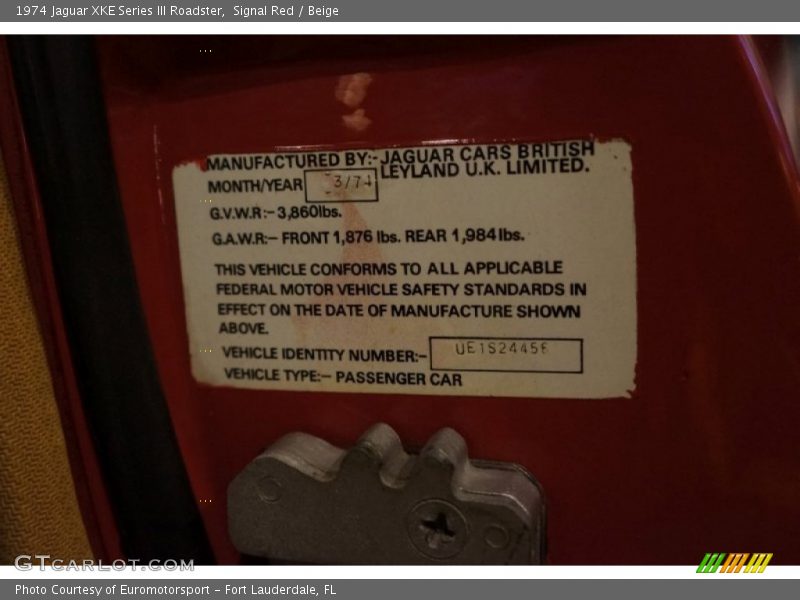 1974 Jaguar XKE Series III Roadster, Signal Red / Beige
MANUFACTURED BY:- JAGUAR CARS BRITISH
LEYLAND U.K. LIMITED.
MONTH/YEAR 3/74
G.V.W.R:- 3,860lbs.
G.A.W.R:- FRONT 1,876 lbs. REAR 1,984 lbs.
THIS VEHICLE CONFORMS TO ALL APPLICABLE
FEDERAL MOTOR VEHICLE SAFETY STANDARDS IN
EFFECT ON THE DATE OF MANUFACTURE SHOWN
ABOVE.
VEHICLE IDENTITY NUMBER:-
VEHICLE TYPE:- PASSENGER CAR
GTCARLOT.COM
Photo Courtesy of Euromotorsport - Fort Lauderdale, FL